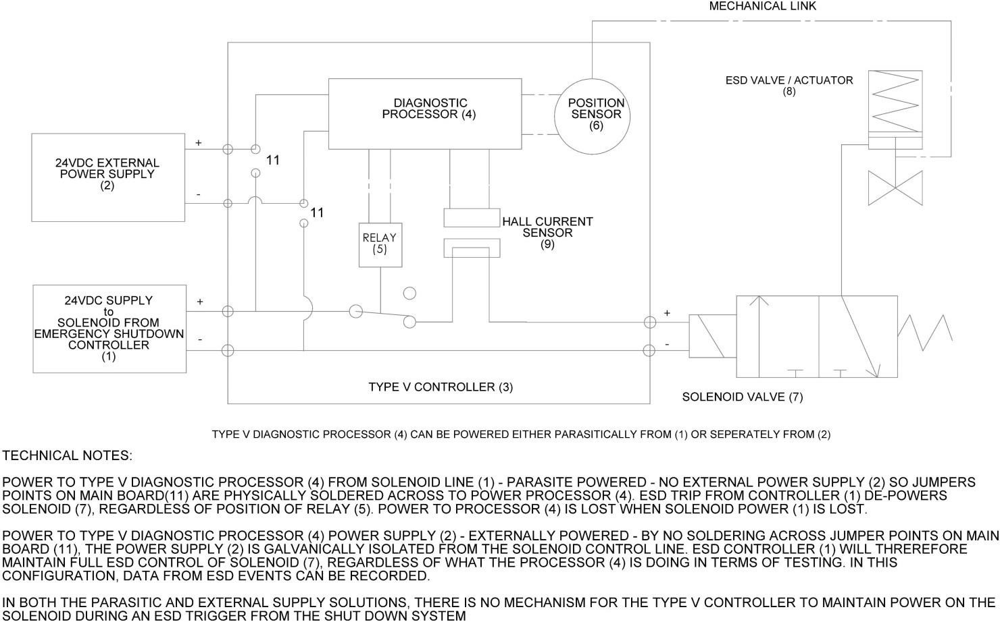 MECHANICAL LINK
ESD VALVE / ACTUATOR
(8)
DIAGNOSTIC
PROCESSOR (4)
POSITION
SENSOR
(6)
+
11
24VDC EXTERNAL
POWER SUPPLY
(2)
-
11
HALL CURRENT
SENSOR
(9)
RELAY
(5)
24VDC SUPPLY
to
SOLENOID FROM
EMERGENCY SHUTDOWN
CONTROLLER
(1)
+
-
+
-
TYPE V CONTROLLER (3)
SOLENOID VALVE (7)
TYPE V DIAGNOSTIC PROCESSOR (4) CAN BE POWERED EITHER PARASITICALLY FROM (1) OR SEPERATELY FROM (2)
TECHNICAL NOTES:
POWER TO TYPE V DIAGNOSTIC PROCESSOR (4) FROM SOLENOID LINE (1) - PARASITE POWERED - NO EXTERNAL POWER SUPPLY (2) SO JUMPERS
POINTS ON MAIN BOARD(11) ARE PHYSICALLY SOLDERED ACROSS TO POWER PROCESSOR (4). ESD TRIP FROM CONTROLLER (1) DE-POWERS
SOLENOID (7), REGARDLESS OF POSITION OF RELAY (5). POWER TO PROCESSOR (4) IS LOST WHEN SOLENOID POWER (1) IS LOST.
POWER TO TYPE V DIAGNOSTIC PROCESSOR (4) POWER SUPPLY (2) - EXTERNALLY POWERED - BY NO SOLDERING ACROSS JUMPER POINTS ON MAIN
BOARD (11), THE POWER SUPPLY (2) IS GALVANICALLY ISOLATED FROM THE SOLENOID CONTROL LINE. ESD CONTROLLER (1) WILL THREREFORE
MAINTAIN FULL ESD CONTROL OF SOLENOID (7), REGARDLESS OF WHAT THE PROCESSOR (4) IS DOING IN TERMS OF TESTING. IN THIS
CONFIGURATION, DATA FROM ESD EVENTS CAN BE RECORDED.
IN BOTH THE PARASITIC AND EXTERNAL SUPPLY SOLUTIONS, THERE IS NO MECHANISM FOR THE TYPE V CONTROLLER TO MAINTAIN POWER ON THE
SOLENOID DURING AN ESD TRIGGER FROM THE SHUT DOWN SYSTEM